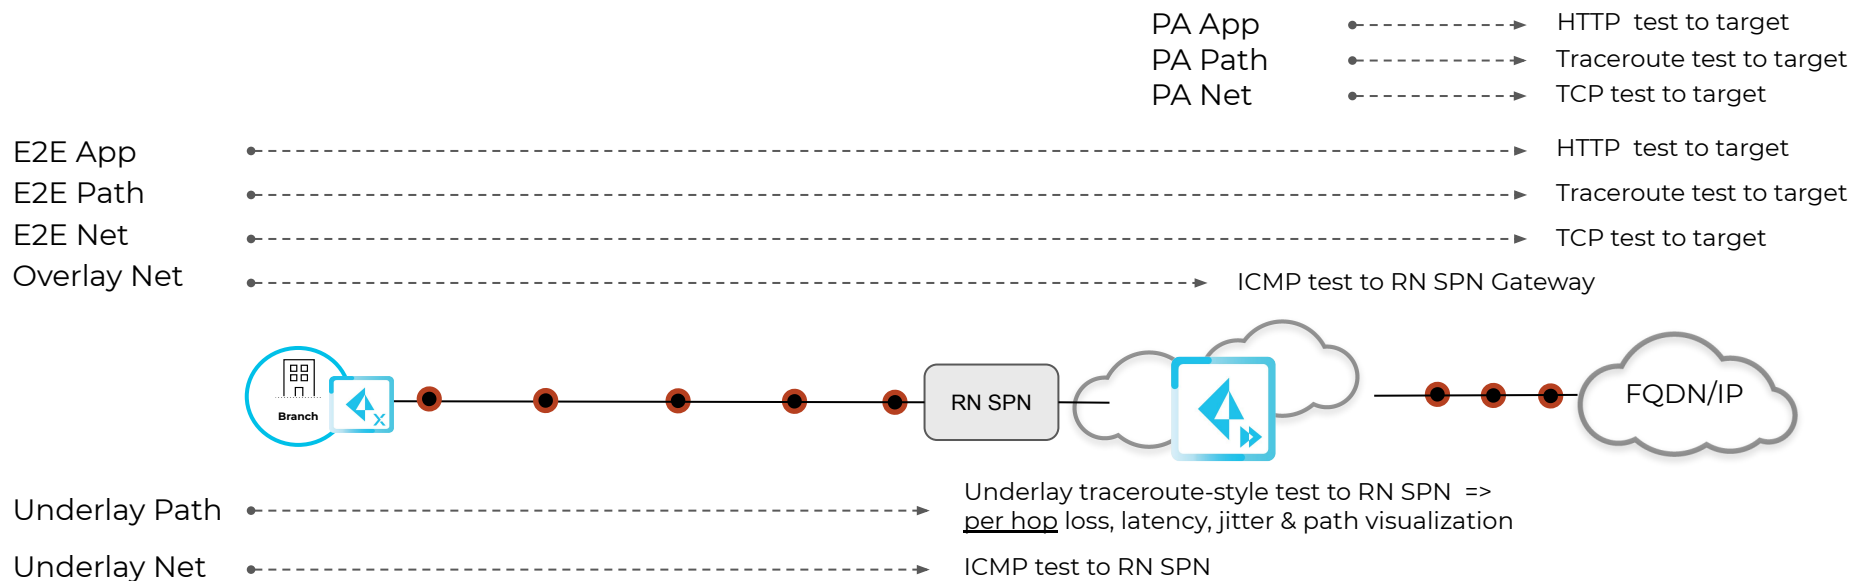 PA App
HTTP test to target
PA Path
Traceroute test to target
PA Net
TCP test to target
E2E App
HTTP test to target
E2E Path
Traceroute test to target
E2E Net
TCP test to target
Overlay Net
ICMP test to RN SPN Gateway
Branch
X
RN SPN
FQDN/IP
Underlay Path
Underlay traceroute-style test to RN SPN =>
per hop loss, latency, jitter & path visualization
Underlay Net
ICMP test to RN SPN